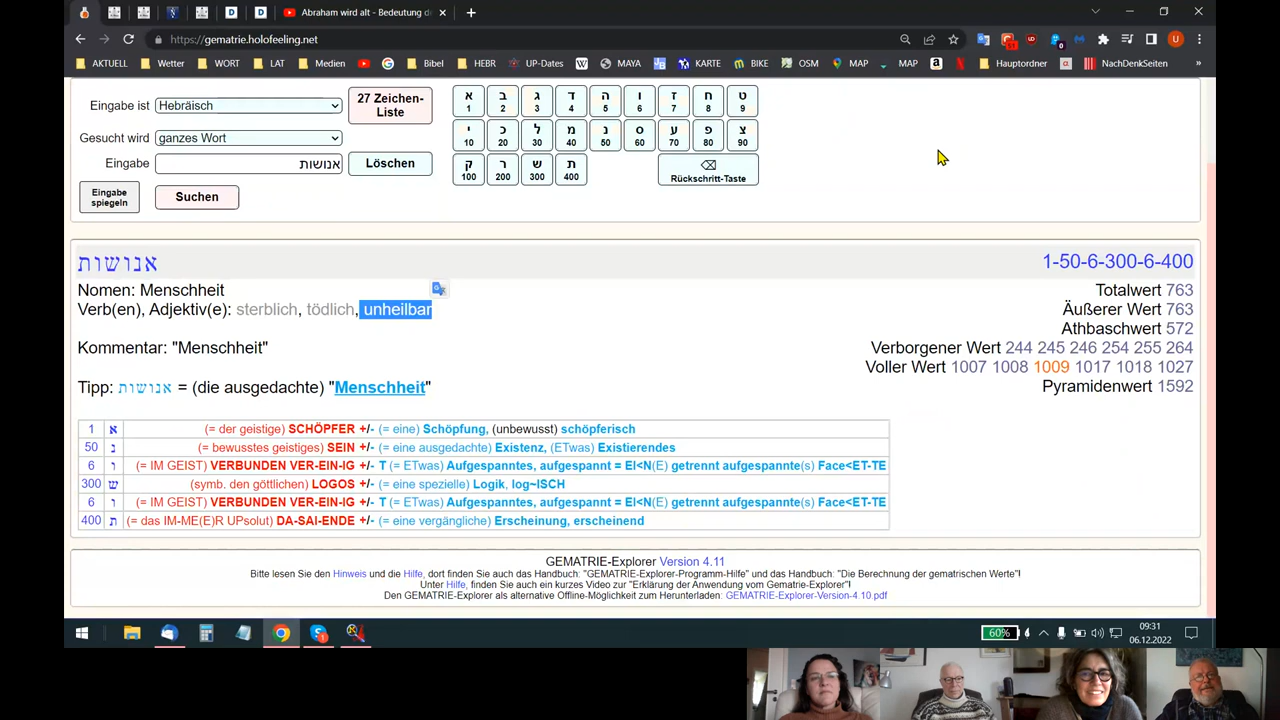 Abraham wird alt - Bedeutung d
https://gematrie.holofeeling.net
AKTUELL Wetter WORT LAT Medien Bibel HEBR UP-Dates MAYA KARTE BIKE OSM MAP MAP Hauptordner NachDenkSeiten »
Eingabe ist Hebräisch
27 Zeichen-
Liste
Gesucht wird ganzes Wort
Eingabe אנושות Löschen
Eingabe
spiegeln
Suchen
א ב ג ד ה ו ז ח ט
1 2 3 4 5 6 7 8 9
י כ ל מ נ ס ע פ צ
10 20 30 40 50 60 70 80 90
ק ר ש ת ⌫
100 200 300 400 Rückschritt-Taste
אנושות 1-50-6-300-6-400
Nomen: Menschheit
Verb(en), Adjektiv(e): sterblich, tödlich, unheilbar
Kommentar: "Menschheit"
Tipp: אנושות = (die ausgedachte) "Menschheit"
Totalwert 763
Äußerer Wert 763
Athbaschwert 572
Verborgener Wert 244 245 246 254 255 264
Voller Wert 1007 1008 1009 1017 1018 1027
Pyramidenwert 1592
1 א (= der geistige) SCHÖPFER +/- (= eine) Schöpfung, (unbewusst) schöpferisch
50 נ (= bewusstes geistiges) SEIN +/- (= eine ausgedachte) Existenz, (ETwas) Existierendes
6 ו (= IM GEIST) VERBUNDEN VER-EIN-IG +/- T (= ETwas) Aufgespanntes, aufgespannt = EI<N(E) getrennt aufgespannte(s) Face<ET-TE
300 ש (symb. den göttlichen) LOGOS +/- (= eine spezielle) Logik, log~ISCH
6 ו (= IM GEIST) VERBUNDEN VER-EIN-IG +/- T (= ETwas) Aufgespanntes, aufgespannt = EI<N(E) getrennt aufgespannte(s) Face<ET-TE
400 ת (= das IM-ME(E)R UPsolut) DA-SAI-ENDE +/- (= eine vergängliche) Erscheinung, erscheinend
GEMATRIE-Explorer Version 4.11
Bitte lesen Sie den Hinweis und die Hilfe, dort finden Sie auch das Handbuch: "GEMATRIE-Explorer-Programm-Hilfe" und das Handbuch: "Die Berechnung der gematrischen Werte"!
Unter Hilfe, finden Sie auch ein kurzes Video zur "Erklärung der Anwendung vom Gematrie-Explorer"!
Den GEMATRIE-Explorer als alternative Offline-Möglichkeit zum Herunterladen: GEMATRIE-Explorer-Version-4 10.pdf
60% 09:31
06.12.2022